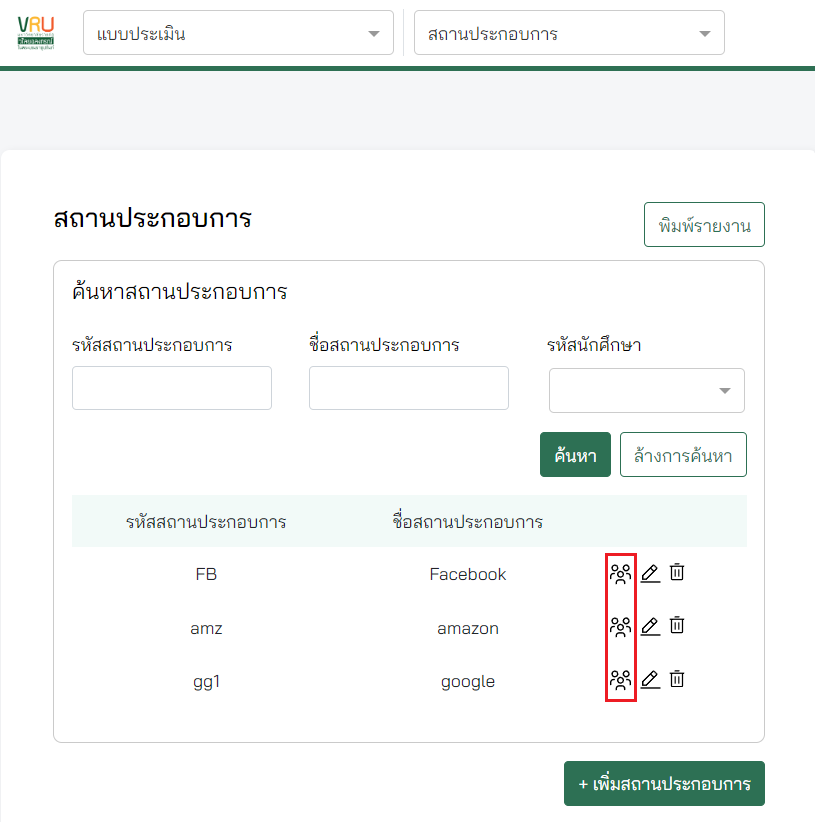 VRU
แบบประเมิน
สถานประกอบการ
สถานประกอบการ
พิมพ์รายงาน
ค้นหาสถานประกอบการ
รหัสสถานประกอบการ ชื่อสถานประกอบการ รหัสนักศึกษา
ค้นหา ล้างการค้นหา
รหัสสถานประกอบการ ชื่อสถานประกอบการ
FB Facebook
amz amazon
gg1 google
+ เพิ่มสถานประกอบการ